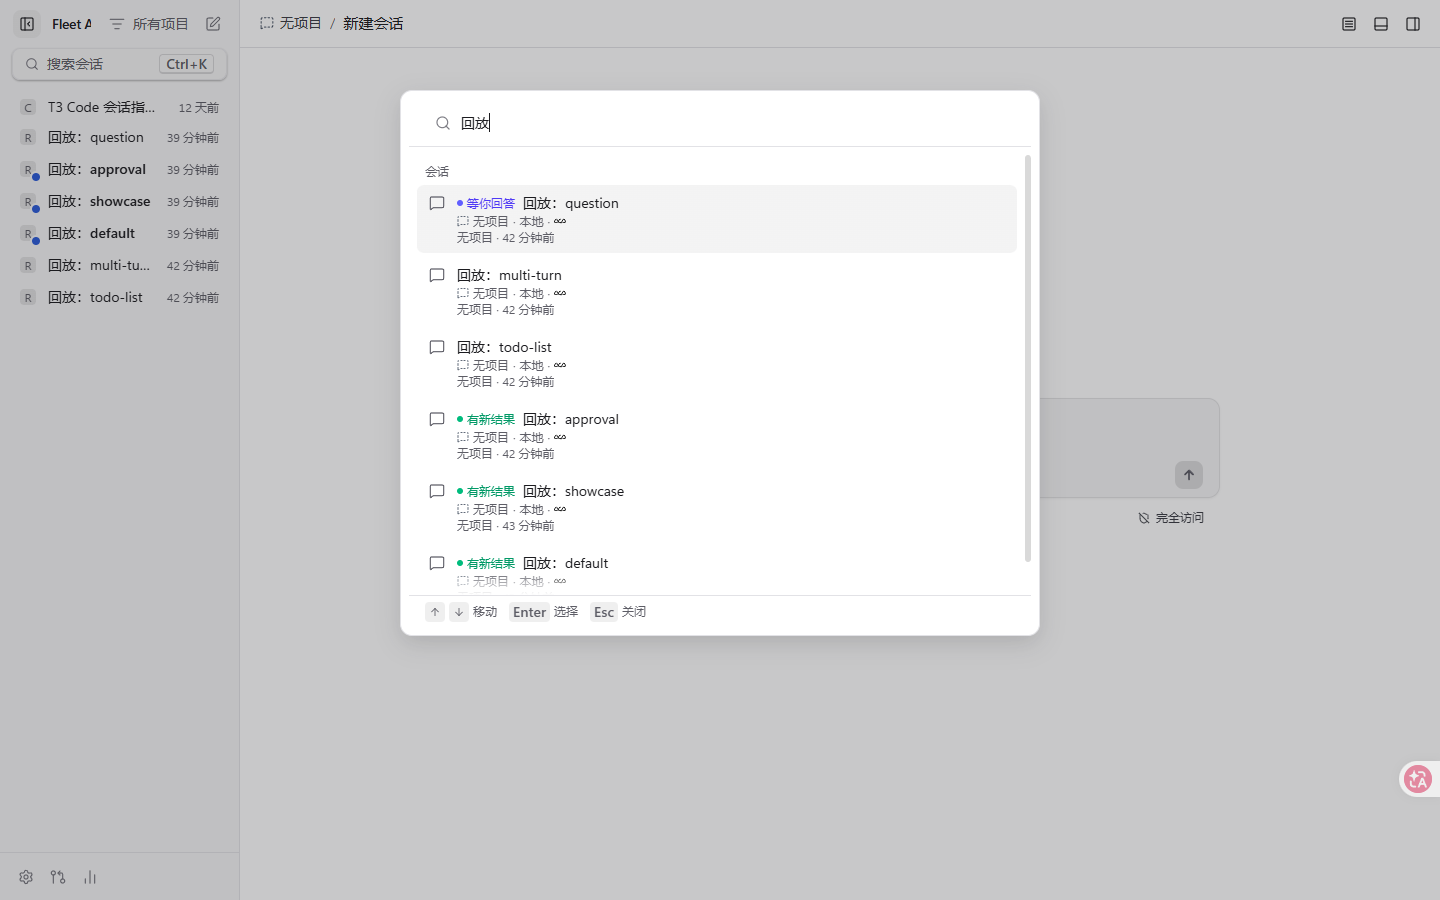 Fleet A
所有项目
无项目 / 新建会话
搜索会话
Ctrl+K
C T3 Code 会话指... 12 天前
R 回放：question 39 分钟前
R 回放：approval 39 分钟前
R 回放：showcase 39 分钟前
R 回放：default 39 分钟前
R 回放：multi-tu... 42 分钟前
R 回放：todo-list 42 分钟前
回放
会话
等你回答 回放：question
无项目 · 本地 ·
无项目 · 42 分钟前
回放：multi-turn
无项目 · 本地 ·
无项目 · 42 分钟前
回放：todo-list
无项目 · 本地 ·
无项目 · 42 分钟前
有新结果 回放：approval
无项目 · 本地 ·
无项目 · 42 分钟前
有新结果 回放：showcase
无项目 · 本地 ·
无项目 · 43 分钟前
有新结果 回放：default
无项目 · 本地 ·
↑ ↓ 移动 Enter 选择 Esc 关闭
完全访问